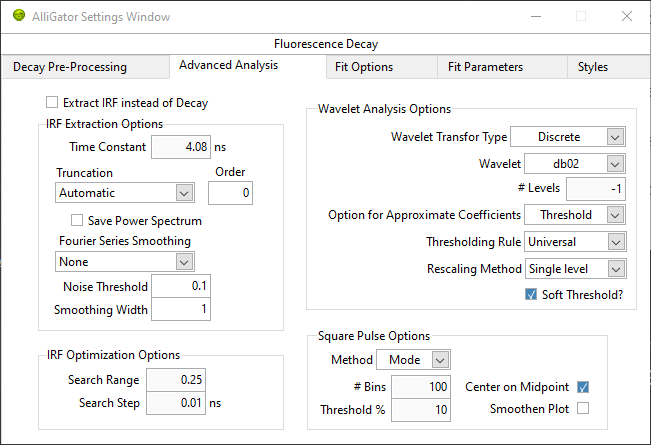 AlliGator Settings Window
Fluorescence Decay
Decay Pre-Processing Advanced Analysis Fit Options Fit Parameters Styles
Extract IRF instead of Decay
IRF Extraction Options
Time Constant 4.08 ns
Truncation Order
Automatic 0
Save Power Spectrum
Fourier Series Smoothing
None
Noise Threshold 0.1
Smoothing Width 1
IRF Optimization Options
Search Range 0.25
Search Step 0.01 ns
Wavelet Analysis Options
Wavelet Transfor Type Discrete
Wavelet db02
# Levels -1
Option for Approximate Coefficients Threshold
Thresholding Rule Universal
Rescaling Method Single level
Soft Threshold?
Square Pulse Options
Method Mode
# Bins 100 Center on Midpoint
Threshold % 10 Smoothen Plot